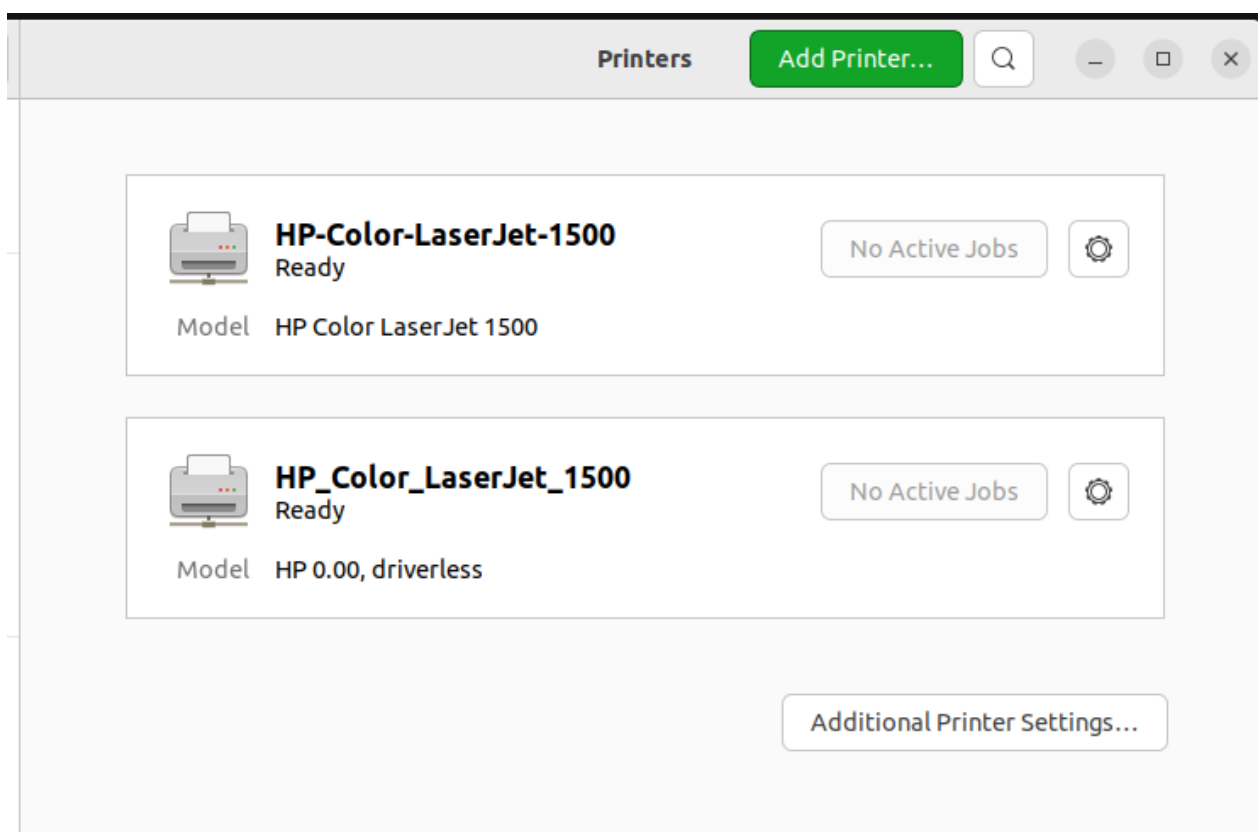 Printers
Add Printer...
HP-Color-LaserJet-1500
Ready
No Active Jobs
Model HP Color LaserJet 1500
HP_Color_LaserJet_1500
Ready
No Active Jobs
Model HP 0.00, driverless
Additional Printer Settings...